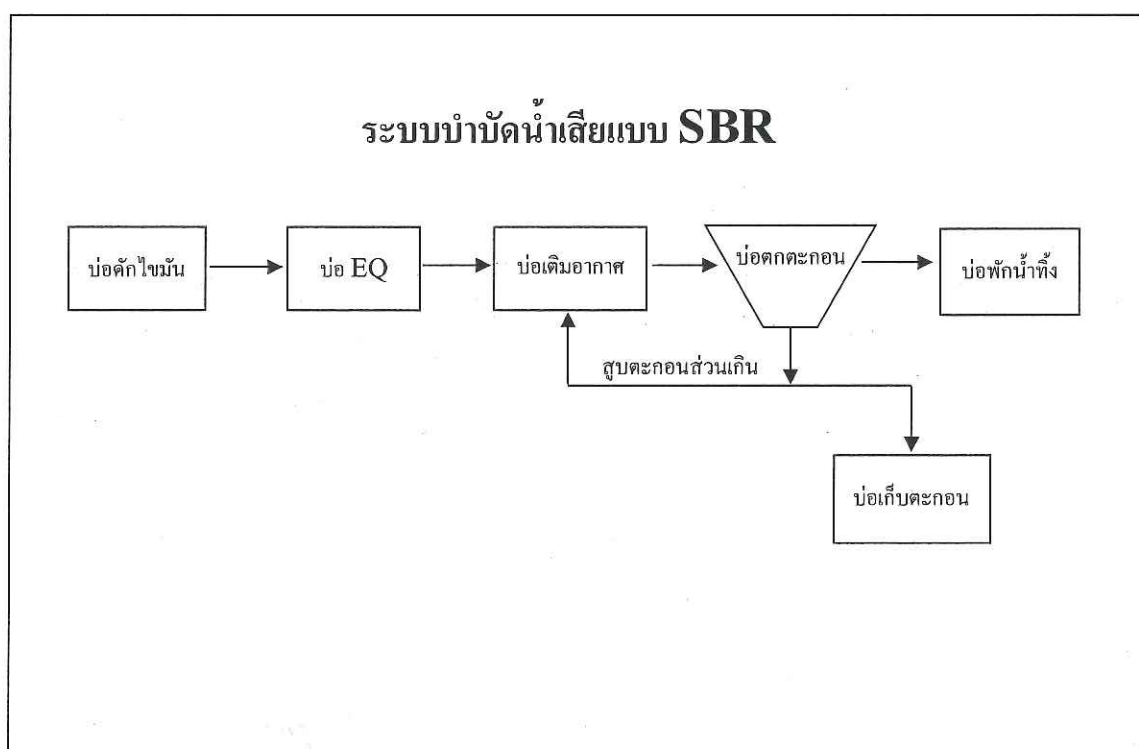 ระบบบำบัดน้ำเสียแบบ SBR
บ่อดักไขมัน
บ่อ EQ
บ่อเติมอากาศ
บ่อตกตะกอน
บ่อพักน้ำทิ้ง
สูบตะกอนส่วนเกิน
บ่อเก็บตะกอน